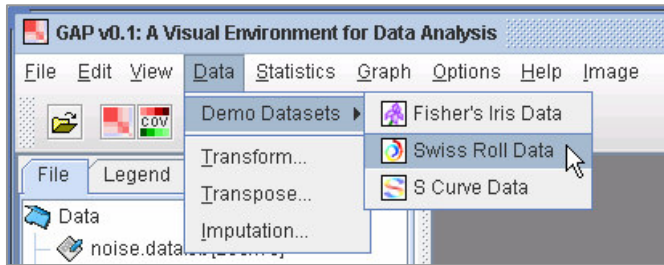 GAP v0.1: A Visual Environment for Data Analysis
File Edit View Data Statistics Graph Options Help Image
COV
Demo Datasets
Fisher's Iris Data
Swiss Roll Data
S Curve Data
Transform...
Transpose...
Imputation...
File Legend
Data